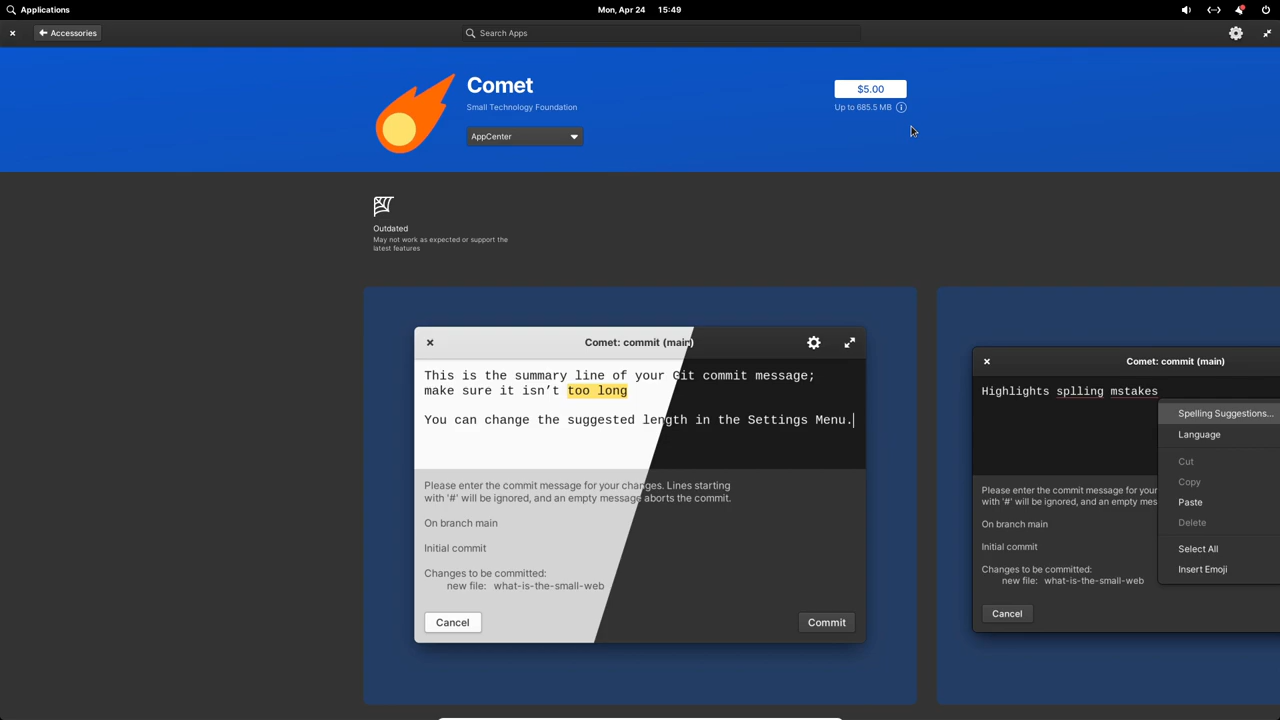 Applications
Mon, Apr 24 15:49
Accessories
Search Apps
Comet
Small Technology Foundation
AppCenter
$5.00
Up to 685.5 MB
Outdated
May not work as expected or support the
latest features
Comet: commit (main)
This is the summary line of your Git commit message;
make sure it isn’t too long
You can change the suggested length in the Settings Menu.
Please enter the commit message for your changes. Lines starting
with '#' will be ignored, and an empty message aborts the commit.
On branch main
Initial commit
Changes to be committed:
new file: what-is-the-small-web
Cancel
Commit
Comet: commit (main)
Highlights splling mstakes
Spelling Suggestions...
Language
Cut
Copy
Paste
Delete
Select All
Insert Emoji
Please enter the commit message for your
with '#' will be ignored, and an empty mes
On branch main
Initial commit
Changes to be committed:
new file: what-is-the-small-web
Cancel